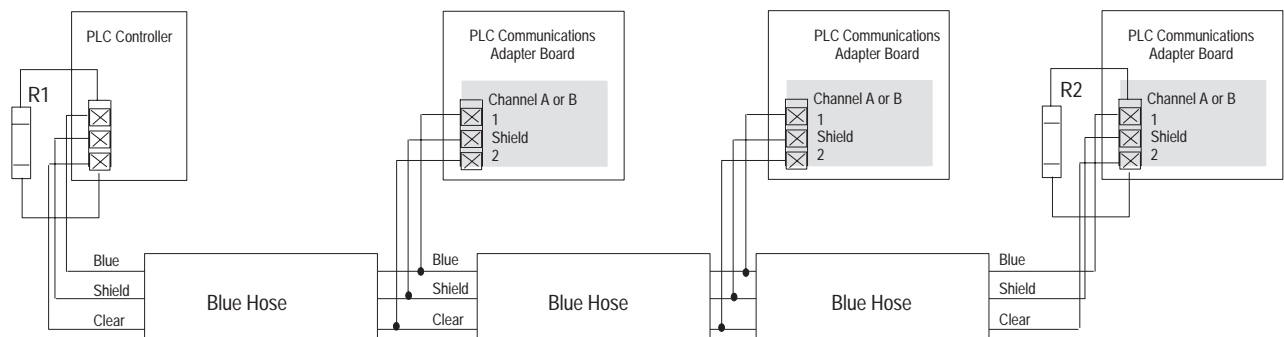 PLC Controller
R1
PLC Communications
Adapter Board
Channel A or B
1
Shield
2
PLC Communications
Adapter Board
Channel A or B
1
Shield
2
PLC Communications
Adapter Board
R2
Channel A or B
1
Shield
2
Blue
Shield
Clear
Blue Hose
Blue
Shield
Clear
Blue Hose
Blue Hose
Blue
Shield
Clear